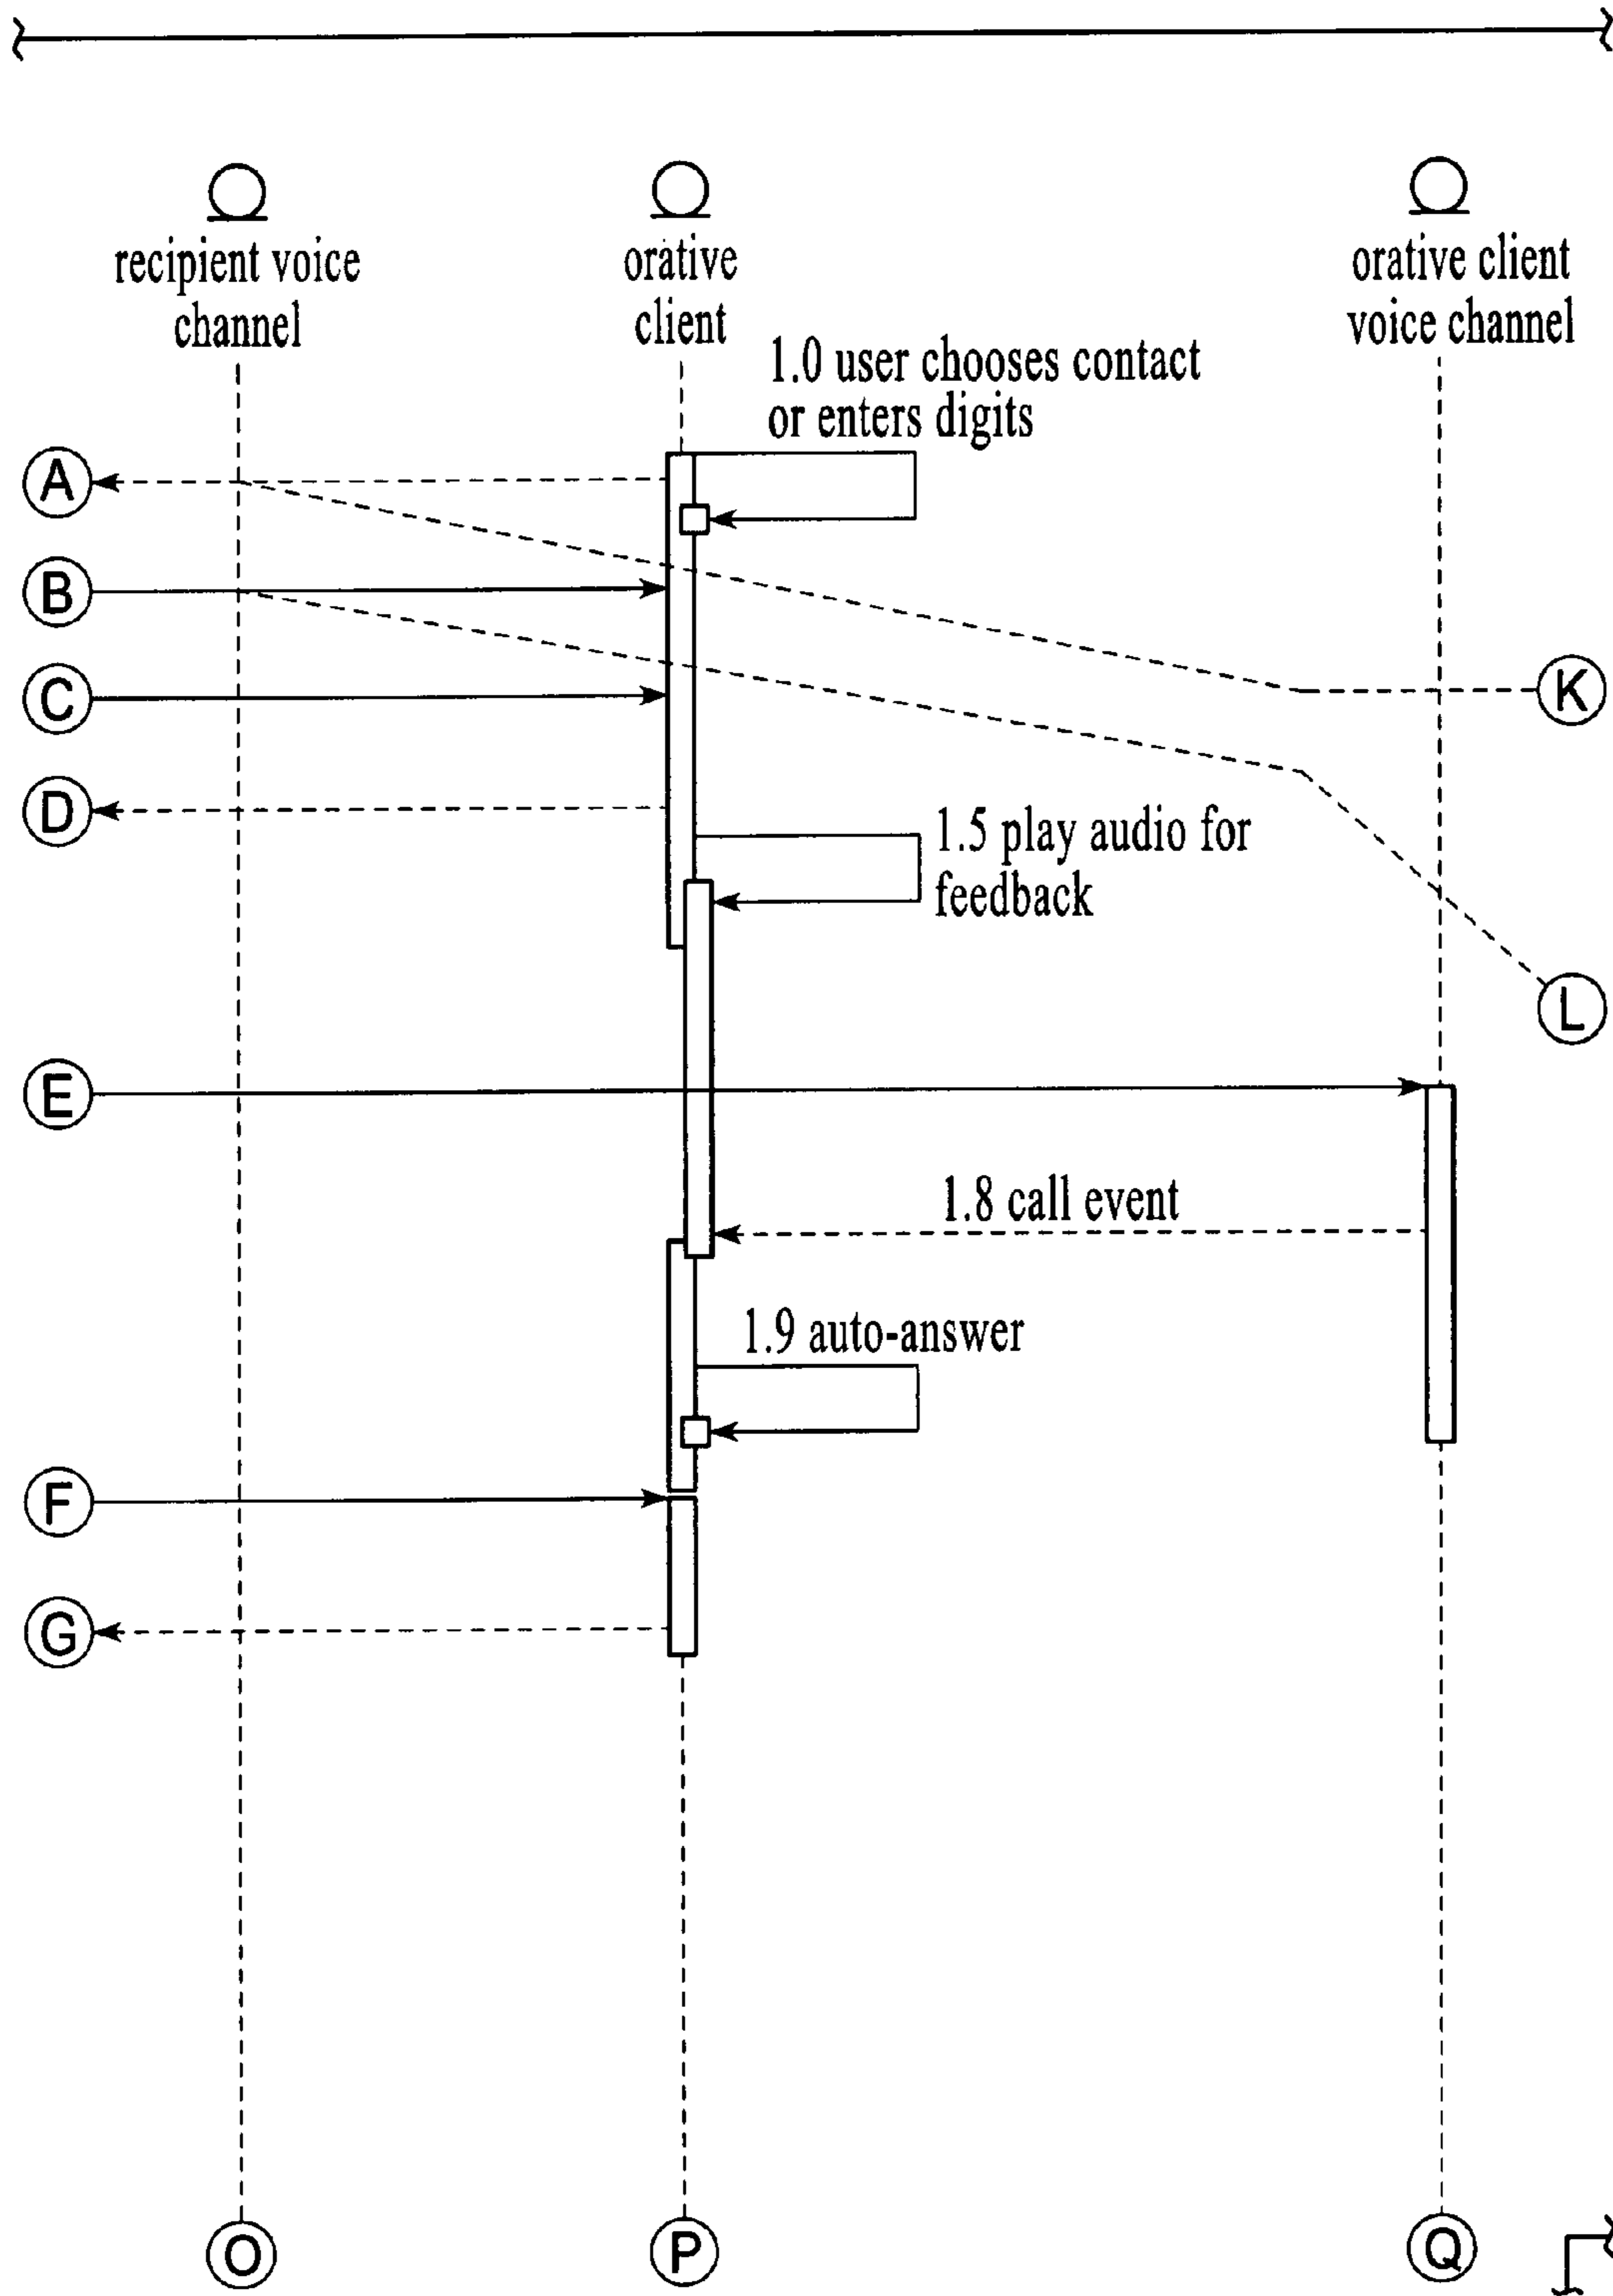 recipient voice
channel
orative
client
orative client
voice channel
1.0 user chooses contact
or enters digits
A
B
K
C
D
1.5 play audio for
feedback
L
E
1.8 call event
1.9 auto-answer
F
G
O
P
Q